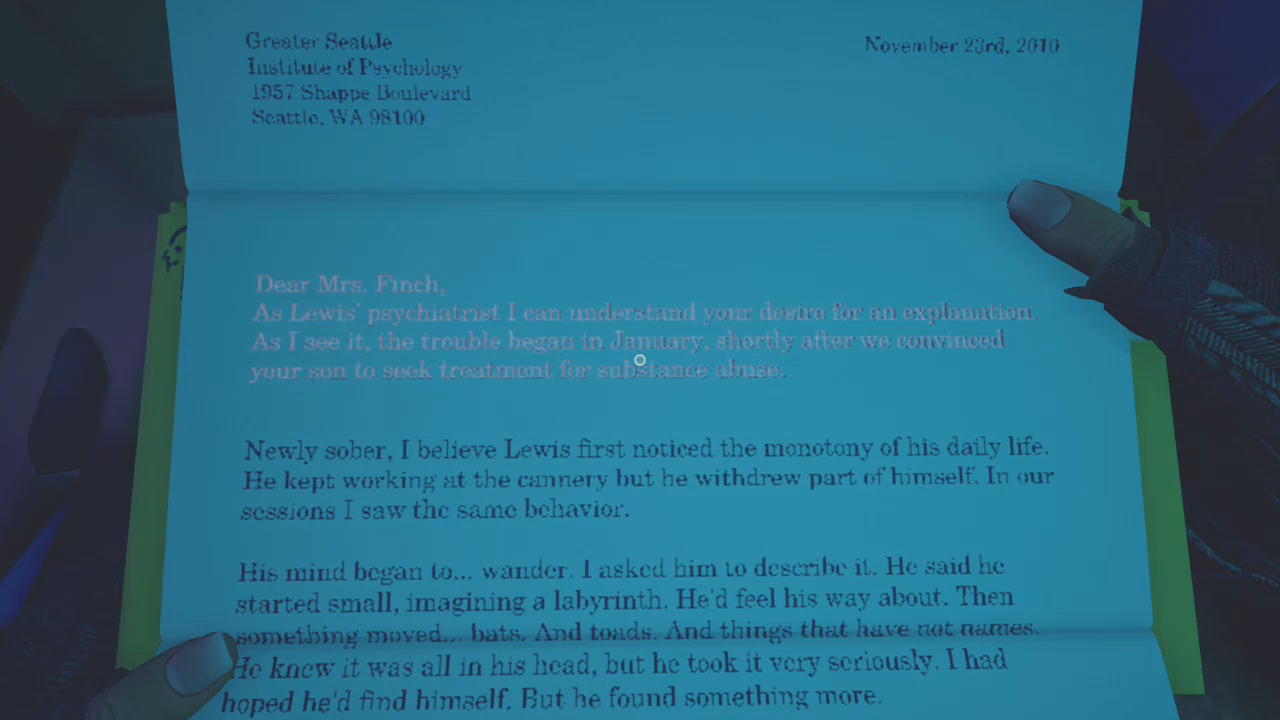 Greater Seattle
November 23rd, 2010
Institute of Psychology
1957 Shappe Boulevard
Seattle, WA 98100
Dear Mrs. Finch,
As Lewis' psychiatrist I can understand your desire for an explanation.
As I see it, the trouble began in January, shortly after we convinced
your son to seek treatment for substance abuse.
Newly sober, I believe Lewis first noticed the monotony of his daily life.
He kept working at the cannery but he withdrew part of himself. In our
sessions I saw the same behavior.
His mind began to... wander. I asked him to describe it. He said he
started small, imagining a labyrinth. He'd feel his way about. Then
something moved... bats. And toads. And things that have not names.
He knew it was all in his head, but he took it very seriously. I had
hoped he'd find himself. But he found something more.